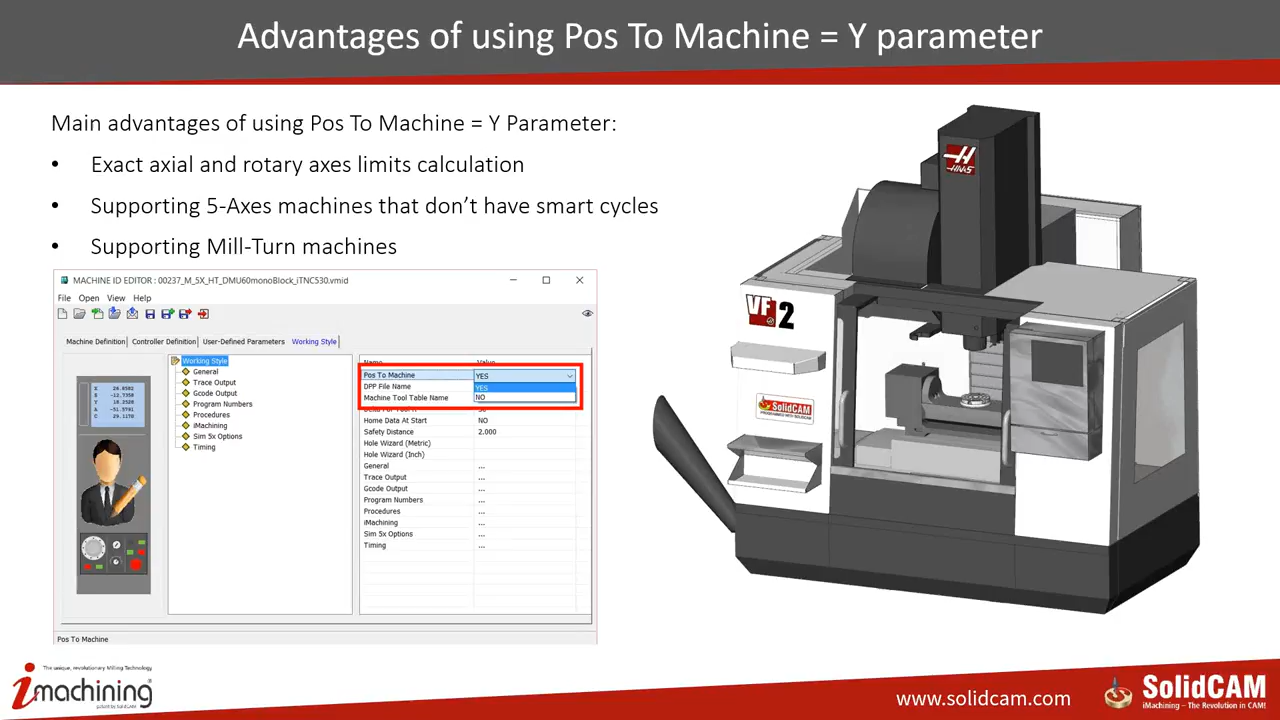 Advantages of using Pos To Machine = Y parameter
Main advantages of using Pos To Machine = Y Parameter:
• Exact axial and rotary axes limits calculation
• Supporting 5-Axes machines that don’t have smart cycles
• Supporting Mill-Turn machines
MACHINE ID EDITOR : 00237_M_5X_HT_DMU60monoBlock_iTNC530.vmid
File Open View Help
Machine Definition Controller Definition User-Defined Parameters Working Style
Working Style
General
Trace Output
Gcode Output
Program Numbers
Procedures
iMachining
Sim 5x Options
Timing
Name Value
Pos To Machine YES
DPP File Name YES
Machine Tool Table Name NO
Home Data At Start NO
Safety Distance 2.000
Hole Wizard (Metric)
Hole Wizard (Inch)
General ...
Trace Output ...
Gcode Output ...
Program Numbers ...
Procedures ...
iMachining ...
Sim 5x Options ...
Timing ...
Pos To Machine
HAAS
VF 2
SolidCAM
The unique, revolutionary Milling Technology
imachining
www.solidcam.com
SolidCAM
iMachining – The Revolution in CAM!